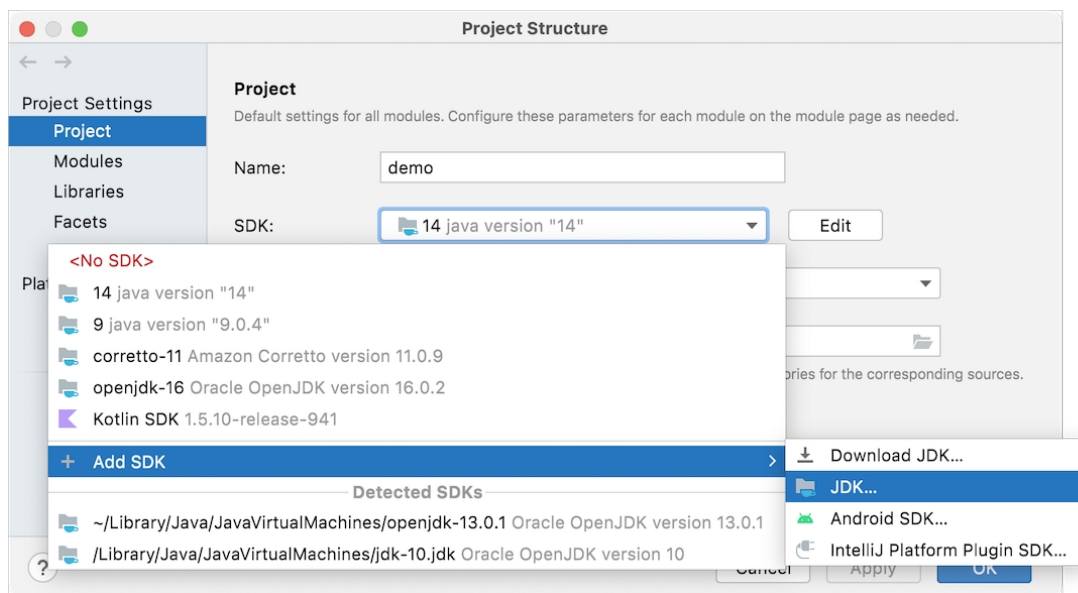 Project Structure
Project Settings
Project
Modules
Libraries
Facets
Project
Default settings for all modules. Configure these parameters for each module on the module page as needed.
Name: demo
SDK: 14 java version "14" Edit
<No SDK>
14 java version "14"
9 java version "9.0.4"
corretto-11 Amazon Corretto version 11.0.9
openjdk-16 Oracle OpenJDK version 16.0.2
Kotlin SDK 1.5.10-release-941
for the corresponding sources.
+ Add SDK
Download JDK...
JDK...
Android SDK...
IntelliJ Platform Plugin SDK...
Detected SDKs
~/Library/Java/JavaVirtualMachines/openjdk-13.0.1 Oracle OpenJDK version 13.0.1
/Library/Java/JavaVirtualMachines/jdk-10.jdk Oracle OpenJDK version 10
? Cancel Apply OK